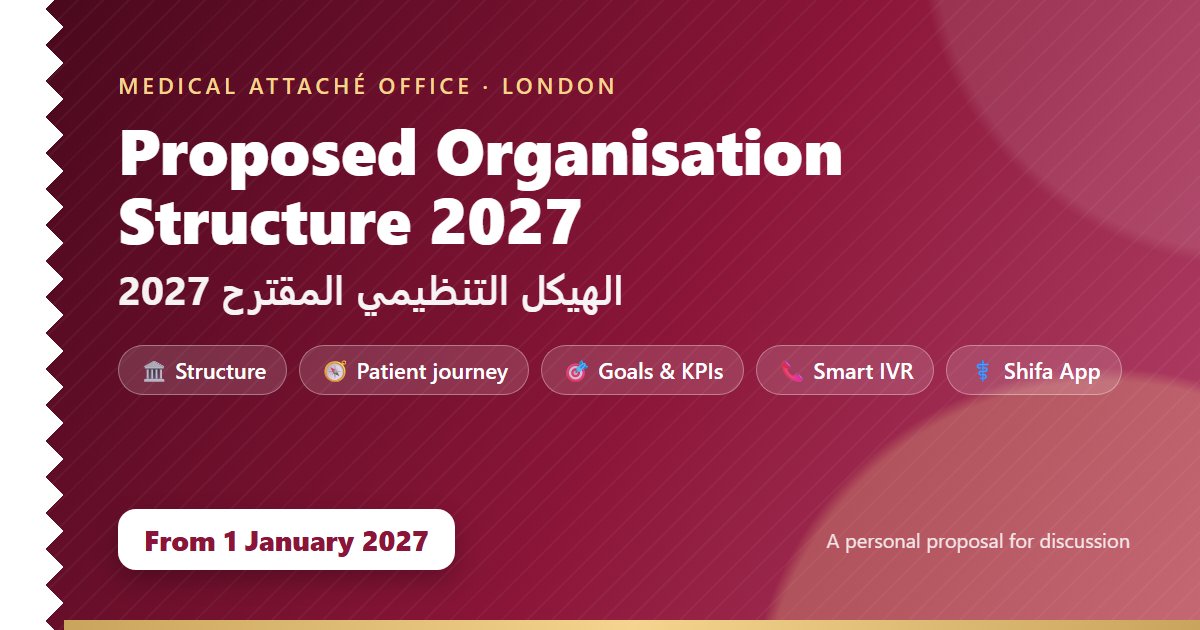 MEDICAL ATTACHÉ OFFICE · LONDON
Proposed Organisation
Structure 2027
الهيكل التنظيمي المقترح 2027
🏛️ Structure 🧭 Patient journey 🎯 Goals & KPIs 📞 Smart IVR ⚕️ Shifa App
From 1 January 2027
A personal proposal for discussion